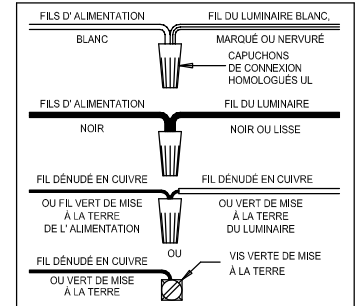 FILS D' ALIMENTATION
FIL DU LUMINAIRE BLANC,
BLANC
MARQUÉ OU NERVURÉ
CAPUCHONS
DE CONNEXION
HOMOLOGUÉS UL
FILS D' ALIMENTATION
FIL DU LUMINAIRE
NOIR
NOIR OU LISSE
FIL DÉNUDÉ EN CUIVRE
FIL DÉNUDÉ EN CUIVRE
OU FIL VERT DE MISE
À LA TERRE
DE L' ALIMENTATION
OU VERT DE MISE
À LA TERRE
DU LUMINAIRE
OU
FIL DÉNUDÉ EN CUIVRE
OU VERT DE MISE
À LA TERRE
VIS VERTE DE MISE
À LA TERRE